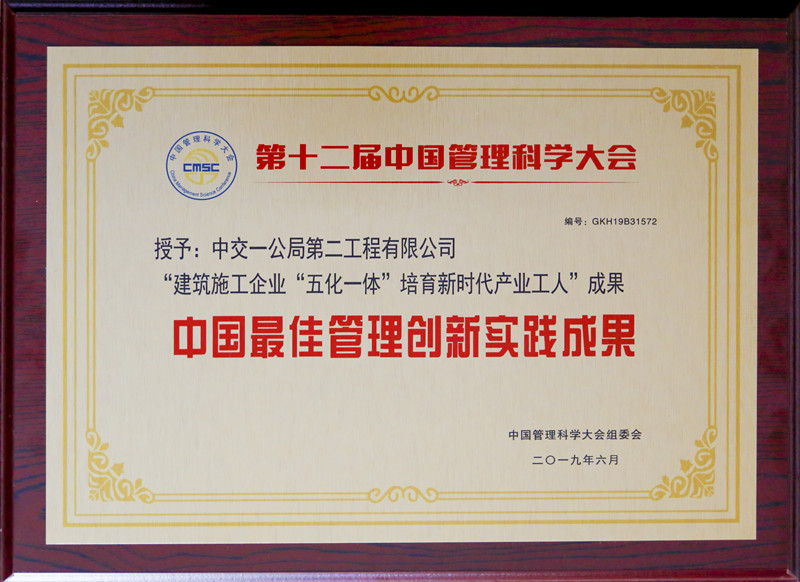 中国管理科学大会
CMSC
China Management Science Conference
第十二届中国管理科学大会
编号：GKH19B31572
授予：中交一公局第二工程有限公司
“建筑施工企业“五化一体”培育新时代产业工人”成果
中国最佳管理创新实践成果
中国管理科学大会组委会
二〇一九年六月